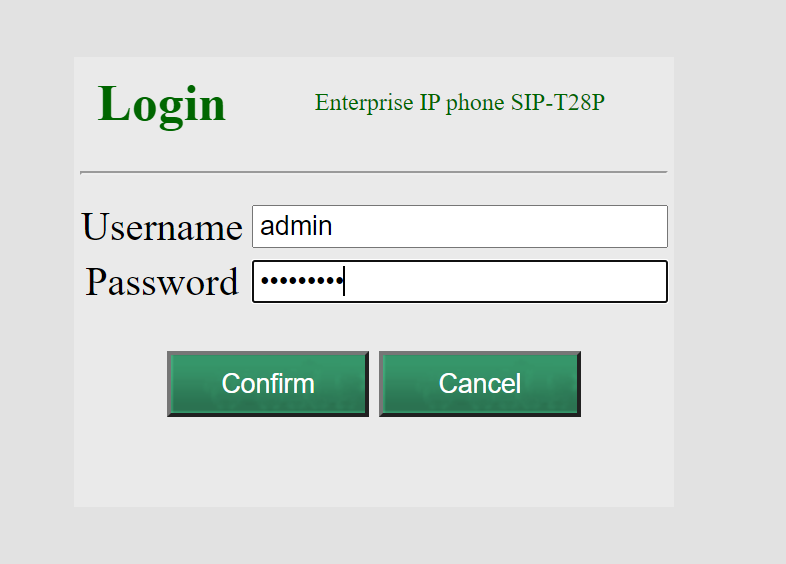 Login
Enterprise IP phone SIP-T28P
Username admin
Password •••••••••
Confirm Cancel